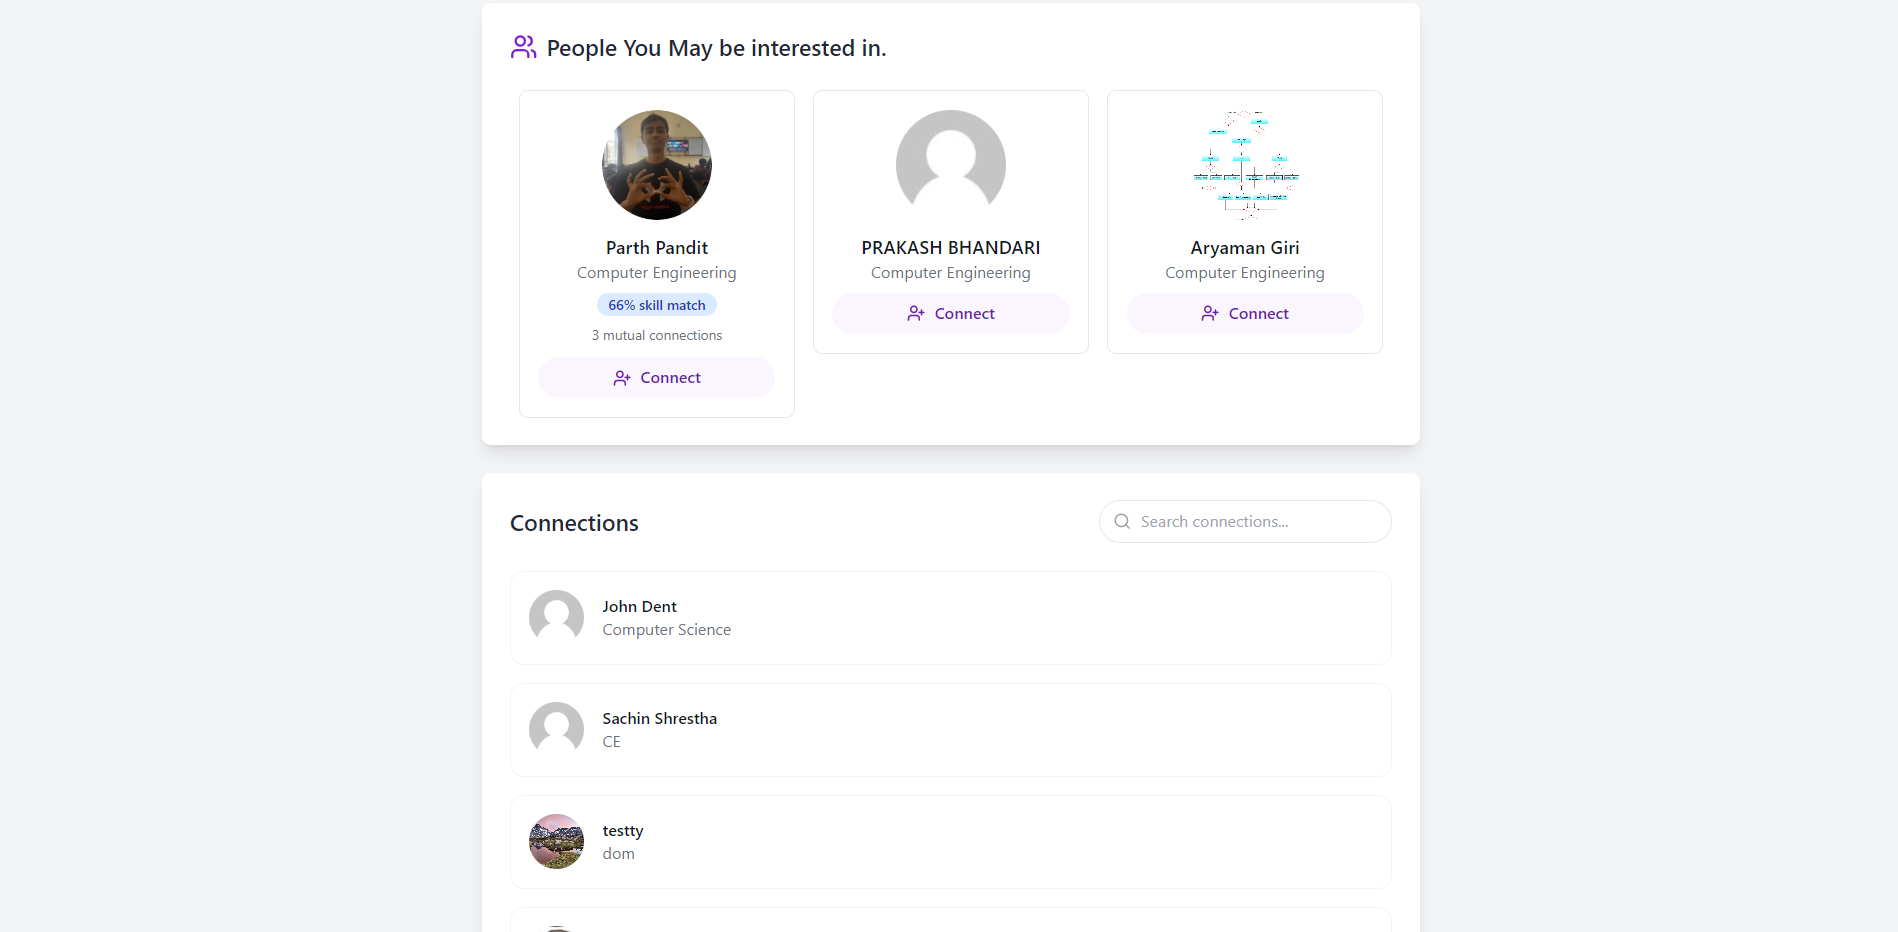 People You May be interested in.
Parth Pandit
Computer Engineering
66% skill match
3 mutual connections
Connect
PRAKASH BHANDARI
Computer Engineering
Connect
Aryaman Giri
Computer Engineering
Connect
Connections
Search connections...
John Dent
Computer Science
Sachin Shrestha
CE
testty
dom